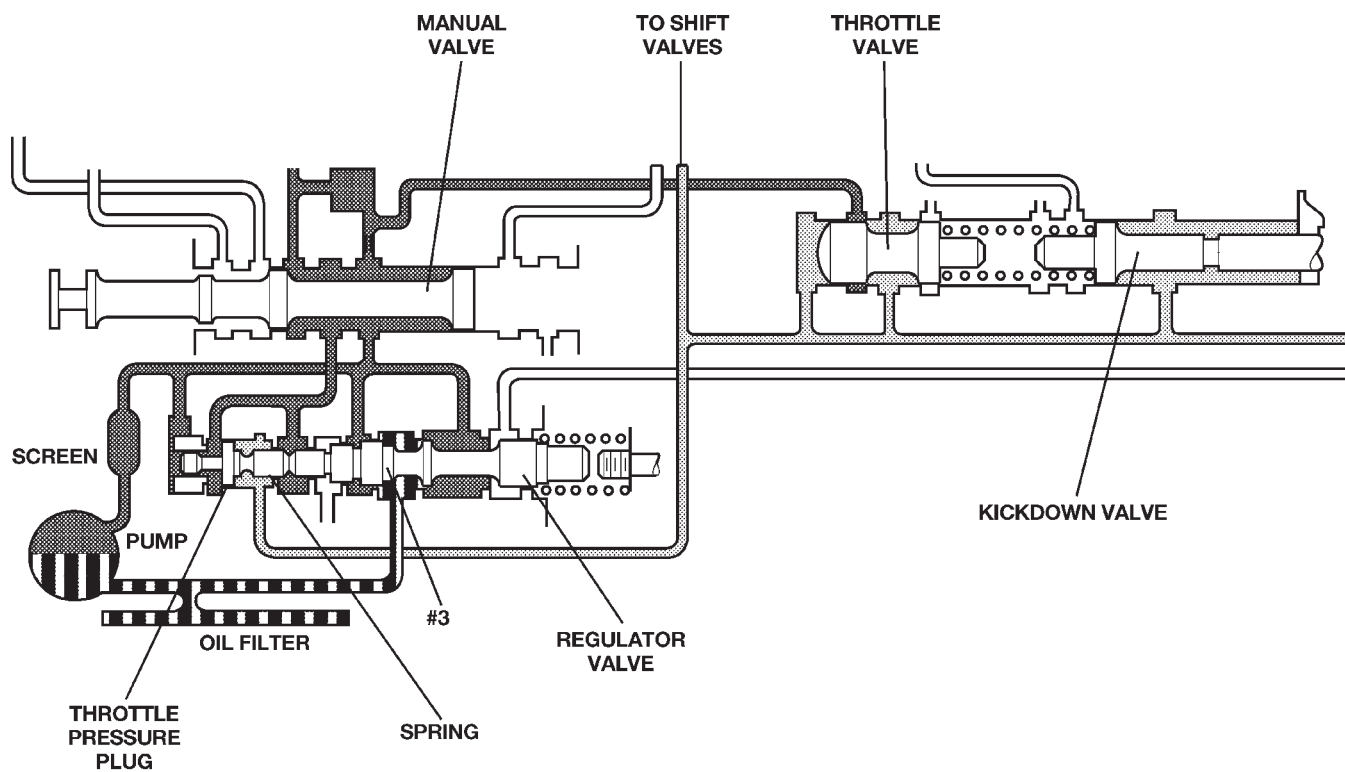 MANUAL
VALVE
TO SHIFT
VALVES
THROTTLE
VALVE
SCREEN
PUMP
KICKDOWN VALVE
#3
OIL FILTER
REGULATOR
VALVE
THROTTLE
PRESSURE
PLUG
SPRING